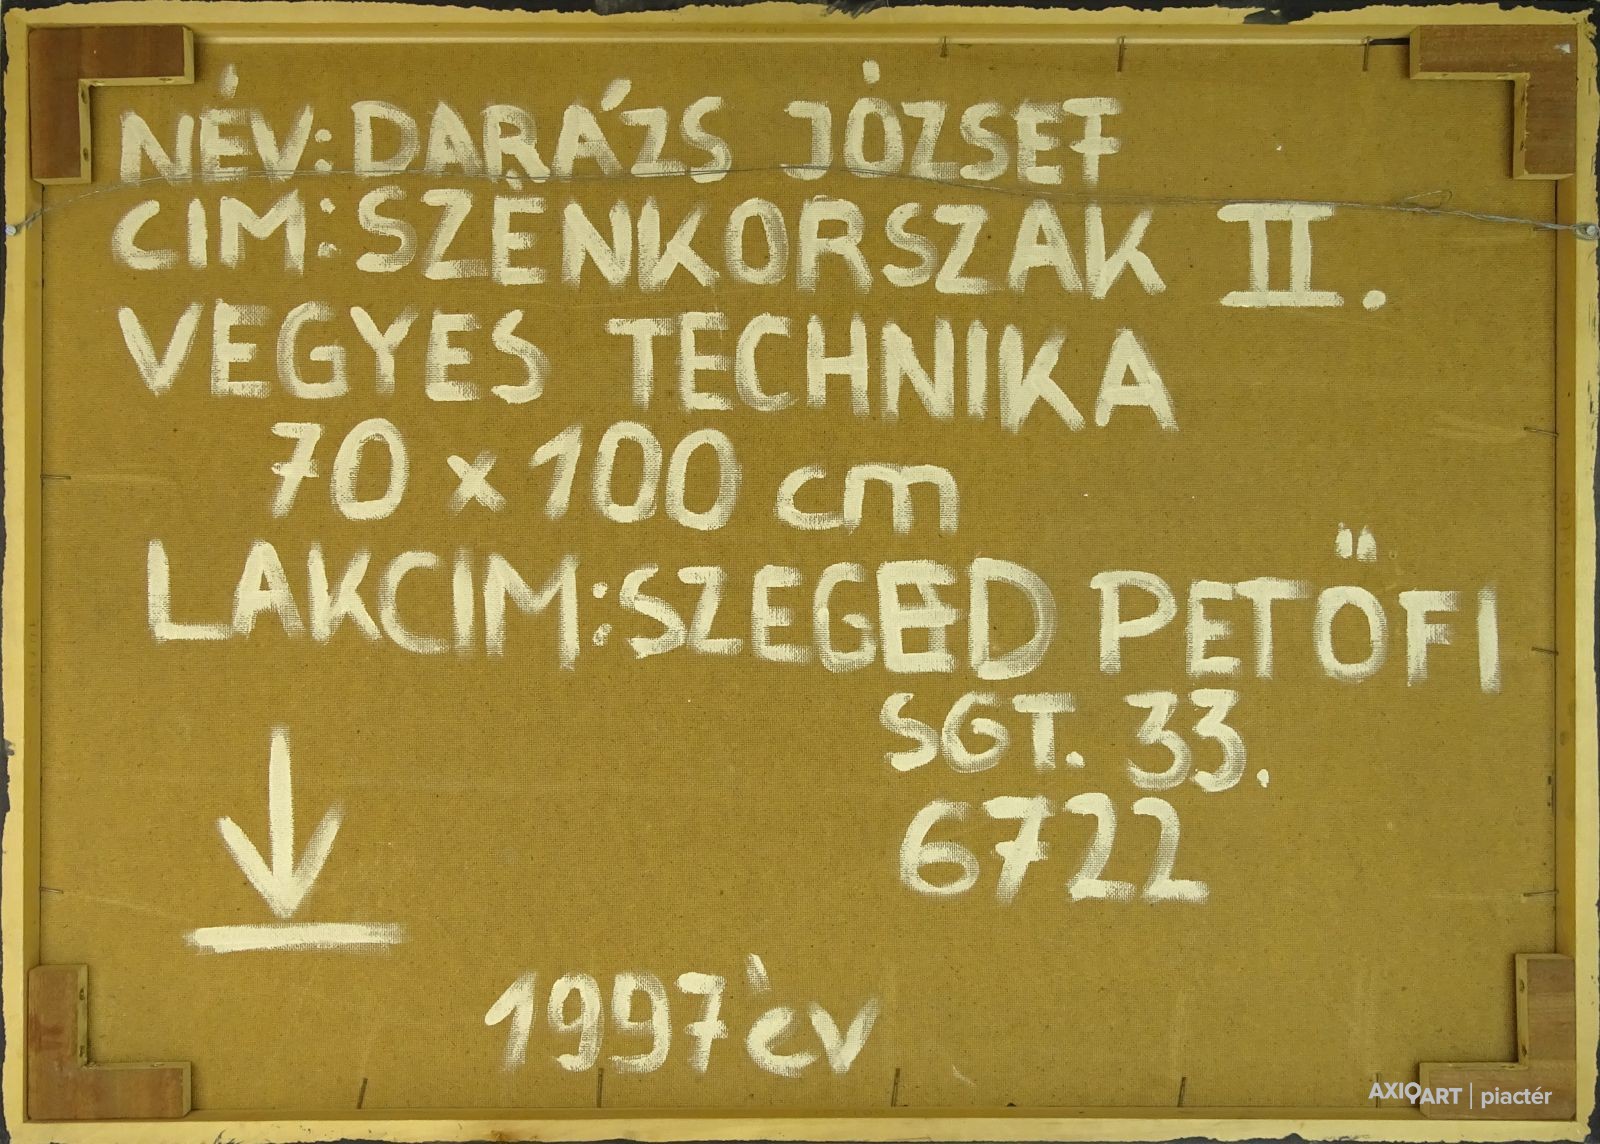 NÉV: DARÁZS JÓZSEF
CIM: SZÉNKORSZAK II.
VEGYES TECHNIKA
70 x 100 cm
LAKCIM: SZEGED PETŐFI
SGT. 33.
6722
1997 év
AXIOART | piactér